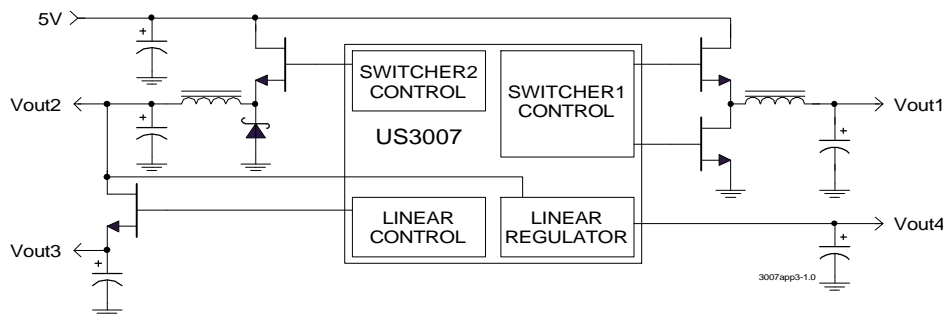 5V
SWITCHER2
CONTROL
SWITCHER1
CONTROL
Vout2
Vout1
US3007
LINEAR
CONTROL
LINEAR
REGULATOR
Vout4
Vout3
3007app3-1.0
+
+
+
+
+